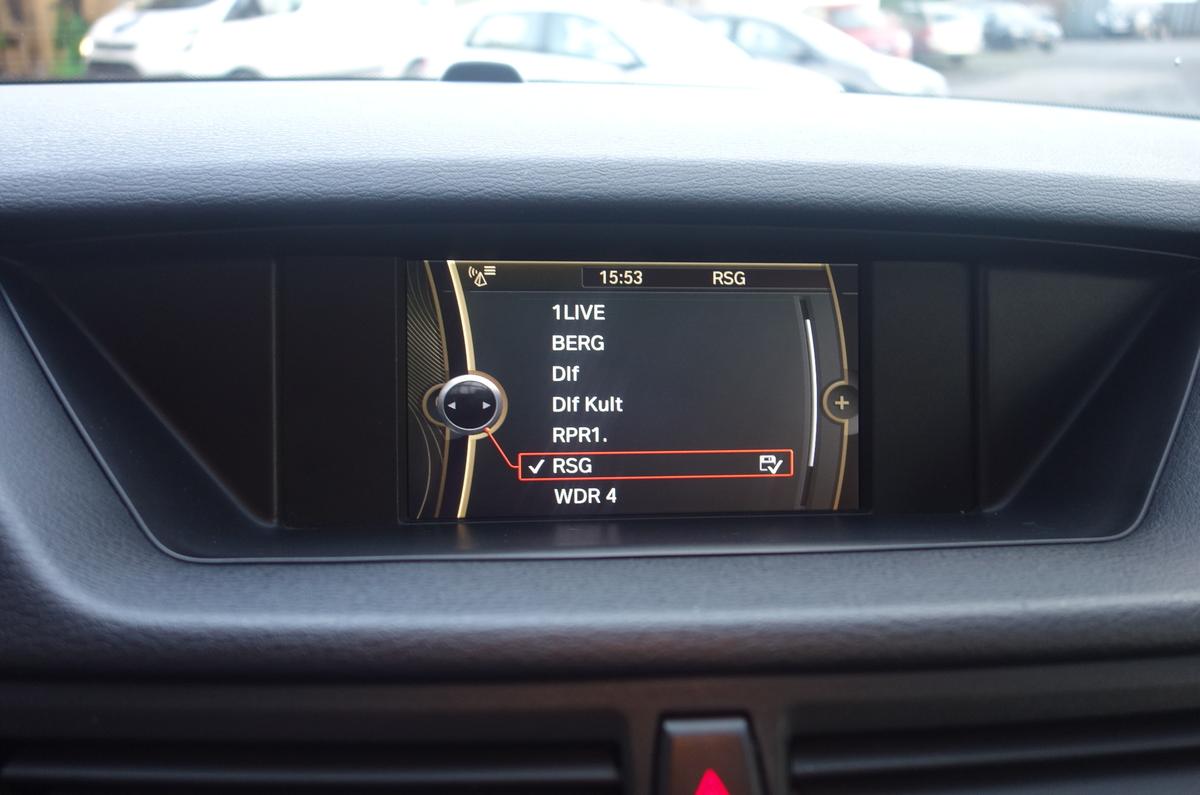 15:53 RSG
1LIVE
BERG
Dlf
Dlf Kult
RPR1.
RSG
WDR 4